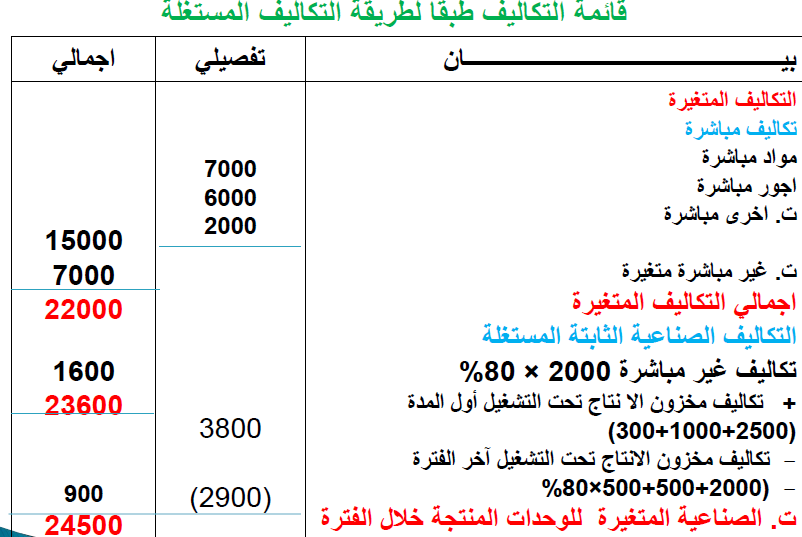 قائمة التكاليف طبقا لطريقة التكاليف المستغلة
بيـــــــــــــــــــــــــــــــــــــــان تفصيلي اجمالي
التكاليف المتغيرة
تكاليف مباشرة
مواد مباشرة 7000
اجور مباشرة 6000
ت. اخرى مباشرة 2000
15000
ت. غير مباشرة متغيرة 7000
اجمالي التكاليف المتغيرة 22000
التكاليف الصناعية الثابتة المستغلة
تكاليف غير مباشرة 2000 × 80% 1600
+ تكاليف مخزون الا نتاج تحت التشغيل أول المدة 23600
(300+1000+2500) 3800
– تكاليف مخزون الانتاج تحت التشغيل آخر الفترة
– (2000+500+500×80% (2900) 900
ت. الصناعية المتغيرة للوحدات المنتجة خلال الفترة 24500